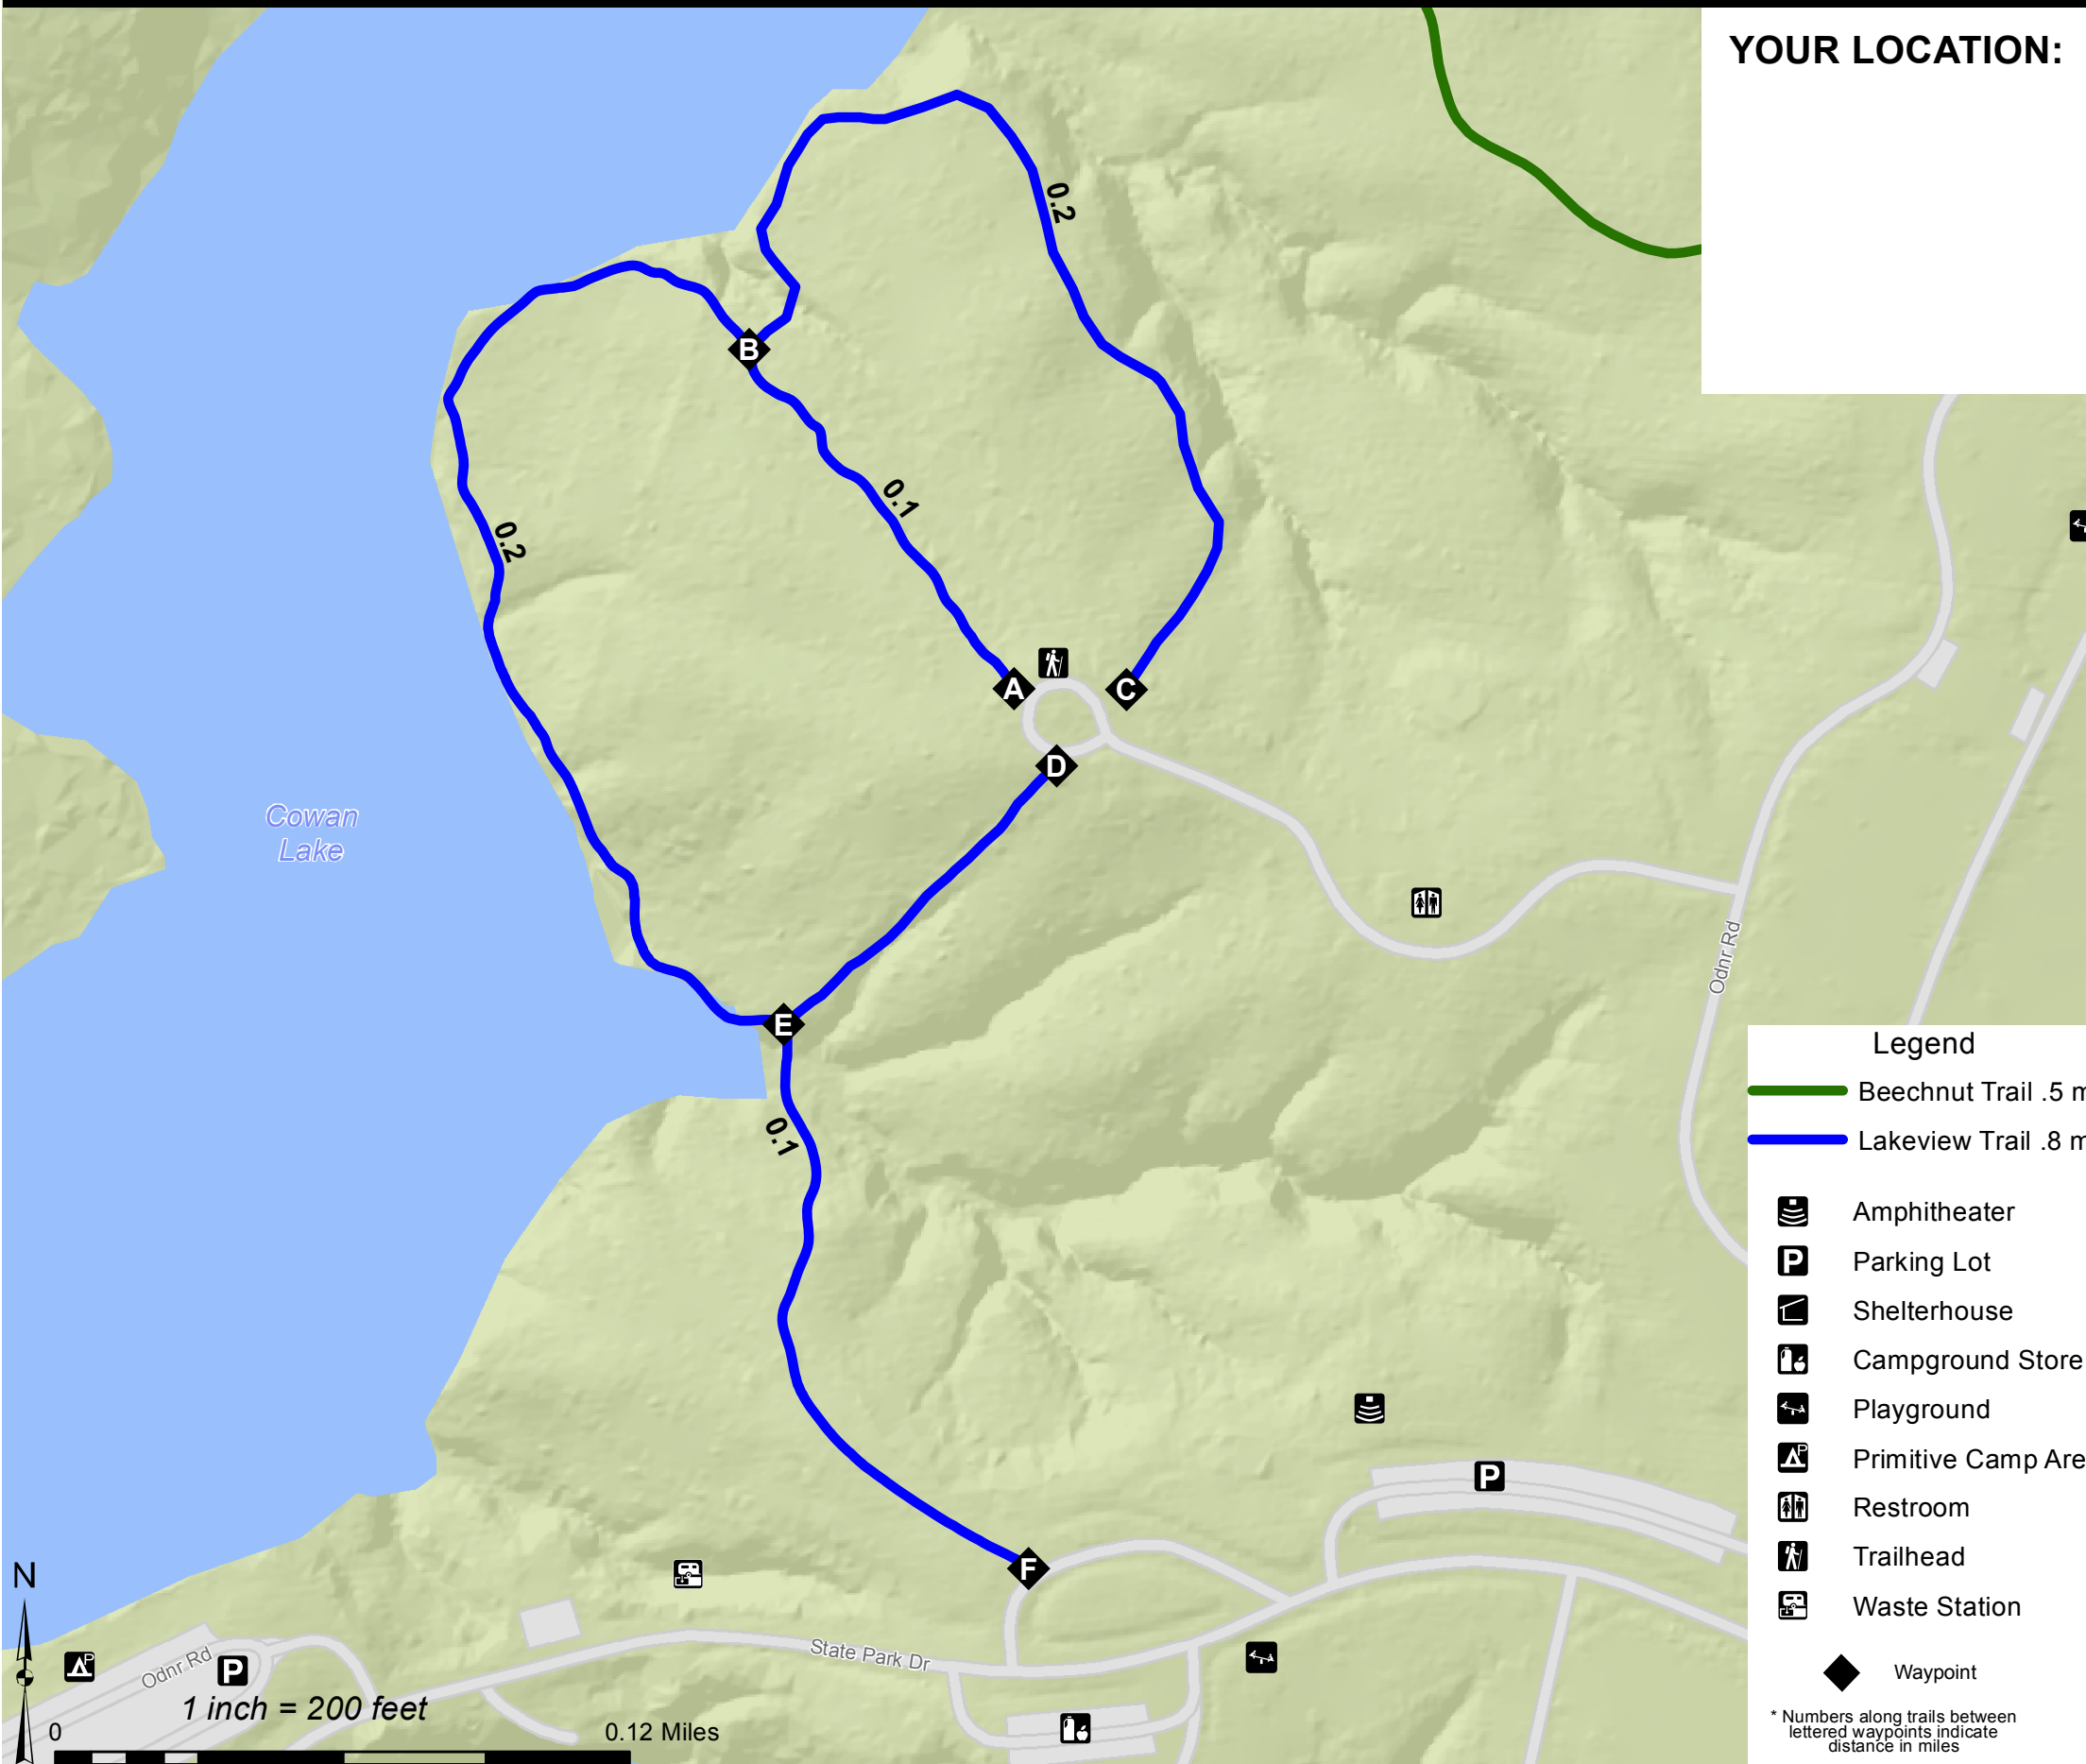 YOUR LOCATION:
0.2
B
0.1
0.2
A
C
D
Cowan
Lake
Odnr Rd
E
Legend
Beechnut Trail .5 m
Lakeview Trail .8 m
0.1
Amphitheater
P
Parking Lot
Shelterhouse
Campground Store
Playground
P
Primitive Camp Are
P
Restroom
F
Trailhead
N
Waste Station
State Park Dr
P
Odnr Rd
P
Waypoint
1 inch = 200 feet
0
0.12 Miles
* Numbers along trails between
lettered waypoints indicate
distance in miles